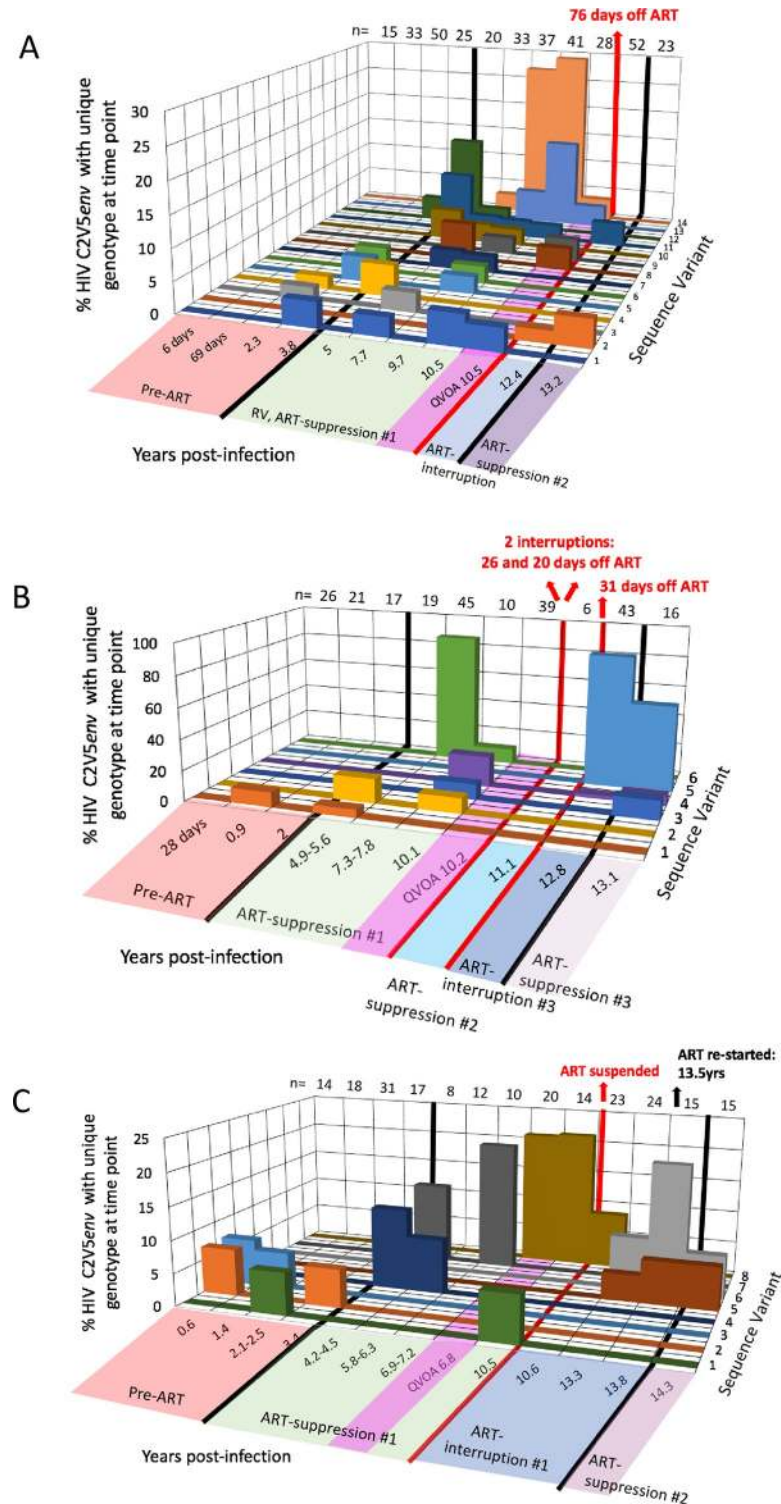 A
76 days off ART
n= 15 33 50 25 20 33 37 41 28 52 23
% HIV C2V5env with unique
genotype at time point
30
25
20
15
10
5
0
14
13
12
11
10
9
8
7
6
5
4
3
2
1
Sequence Variant
6 days
69 days
2.3
3.8
5
7.7
9.7
10.5
QVOA 10.5
12.4
13.2
Pre-ART
RV, ART-suppression #1
ART-
interruption
ART-
suppression #2
Years post-infection
B
2 interruptions:
26 and 20 days off ART
31 days off ART
n= 26 21 17 19 45 10 39 6 43 16
% HIV C2V5env with unique
genotype at time point
100
80
60
40
20
0
6
5
4
3
2
1
Sequence Variant
28 days
0.9
2
4.9-5.6
7.3-7.8
10.1
QVOA 10.2
11.1
12.8
13.1
Pre-ART
ART-suppression #1
ART-
suppression #2
ART-
interruption #3
ART-
suppression #3
Years post-infection
C
ART suspended
ART re-started:
13.5yrs
n= 14 18 31 17 8 12 10 20 14 23 24 15 15
% HIV C2V5env with unique
genotype at time point
25
20
15
10
5
0
8
7
6
5
4
3
2
1
Sequence Variant
0.6
1.4
2.1-2.5
3.4
4.2-4.5
5.8-6.3
6.9-7.2
QVOA 6.8
10.5
10.6
13.3
13.8
14.3
Pre-ART
ART-suppression #1
ART-
interruption #1
ART-
suppression #2
Years post-infection